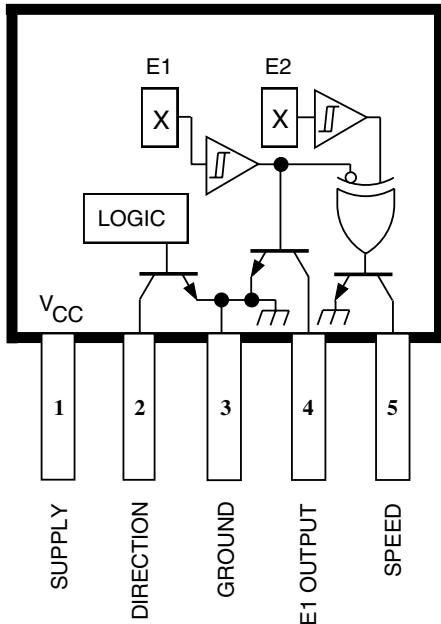 E1 E2
X X
LOGIC
VCC
1 2 3 4 5
SUPPLY
DIRECTION
GROUND
E1 OUTPUT
SPEED